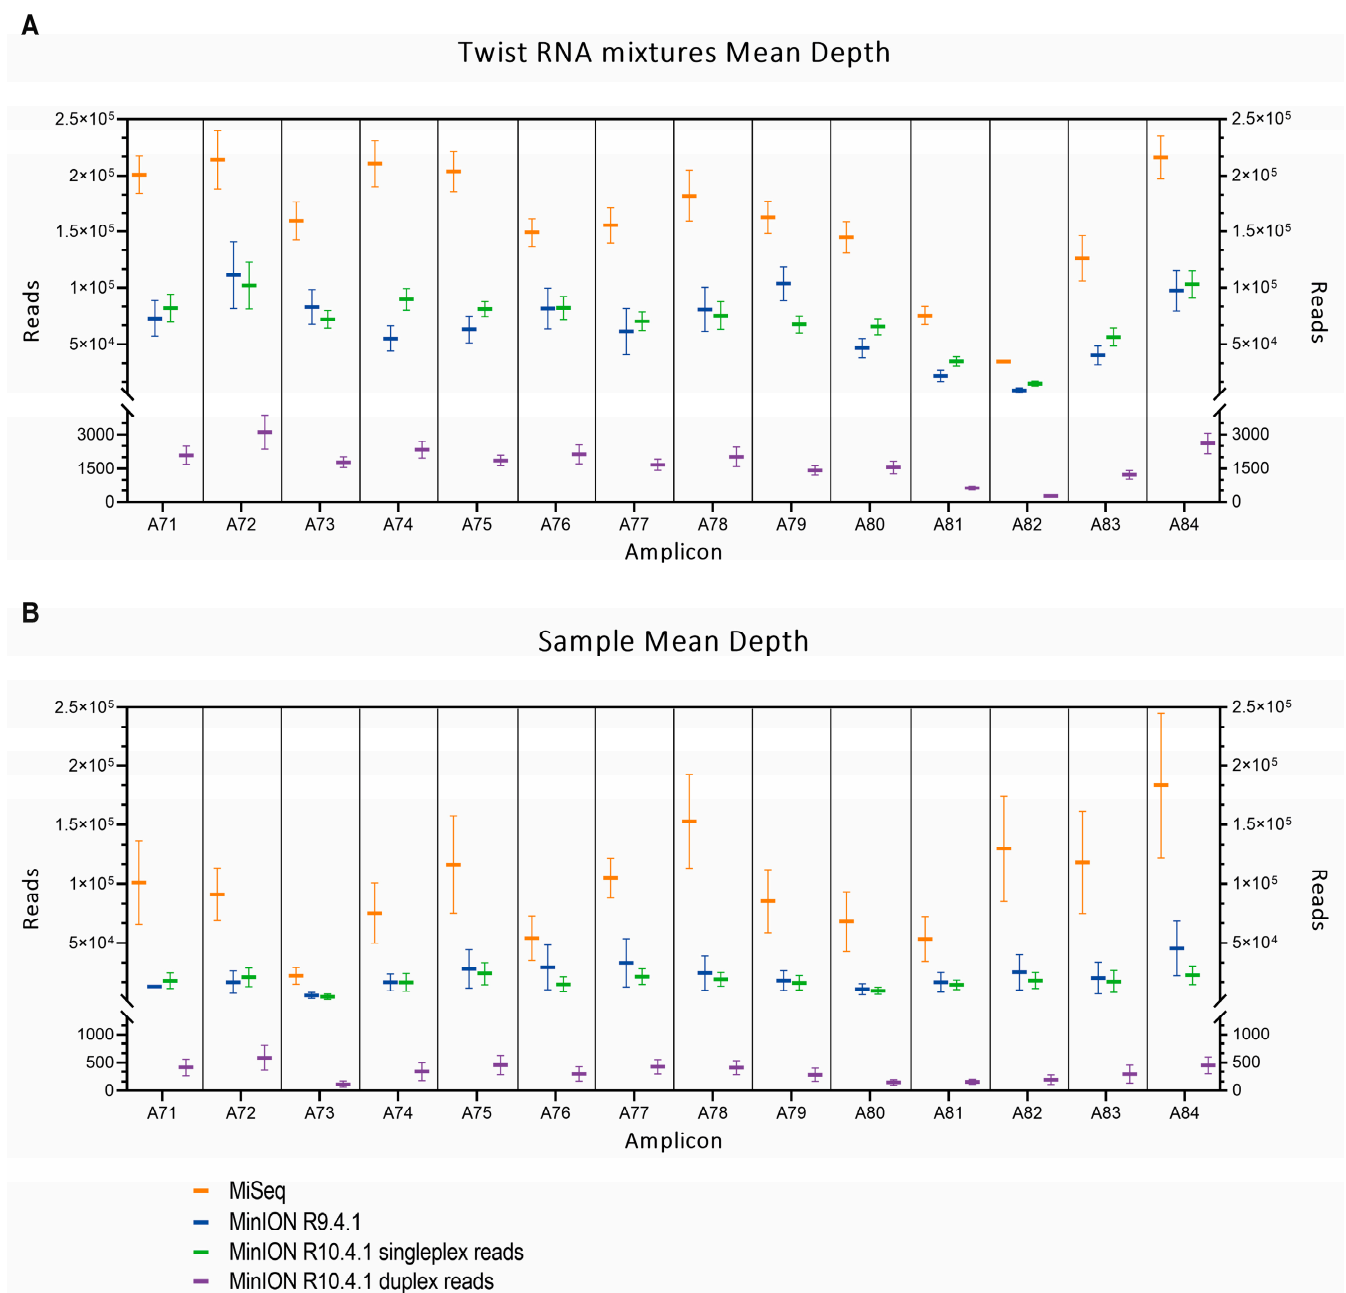 A
Twist RNA mixtures Mean Depth
2.5×10⁵ 2.5×10⁵
2×10⁵ 2×10⁵
1.5×10⁵ 1.5×10⁵
1×10⁵ 1×10⁵
5×10⁴ 5×10⁴
Reads Reads
3000 3000
1500 1500
0 0
A71 A72 A73 A74 A75 A76 A77 A78 A79 A80 A81 A82 A83 A84
Amplicon
B
Sample Mean Depth
2.5×10⁵ 2.5×10⁵
2×10⁵ 2×10⁵
1.5×10⁵ 1.5×10⁵
1×10⁵ 1×10⁵
5×10⁴ 5×10⁴
Reads Reads
1000 1000
500 500
0 0
A71 A72 A73 A74 A75 A76 A77 A78 A79 A80 A81 A82 A83 A84
Amplicon
MiSeq
MinION R9.4.1
MinION R10.4.1 singleplex reads
MinION R10.4.1 duplex reads